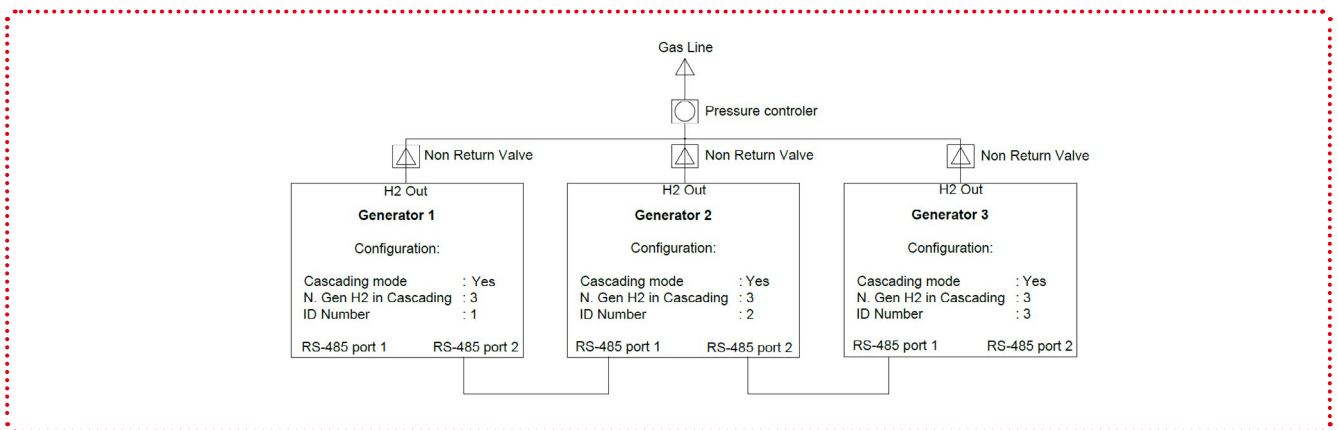 Gas Line
Pressure controler
Non Return Valve
Non Return Valve
Non Return Valve
H2 Out
Generator 1
Configuration:
Cascading mode : Yes
N. Gen H2 in Cascading : 3
ID Number : 1
RS-485 port 1 RS-485 port 2
H2 Out
Generator 2
Configuration:
Cascading mode : Yes
N. Gen H2 in Cascading : 3
ID Number : 2
RS-485 port 1 RS-485 port 2
H2 Out
Generator 3
Configuration:
Cascading mode : Yes
N. Gen H2 in Cascading : 3
ID Number : 3
RS-485 port 1 RS-485 port 2